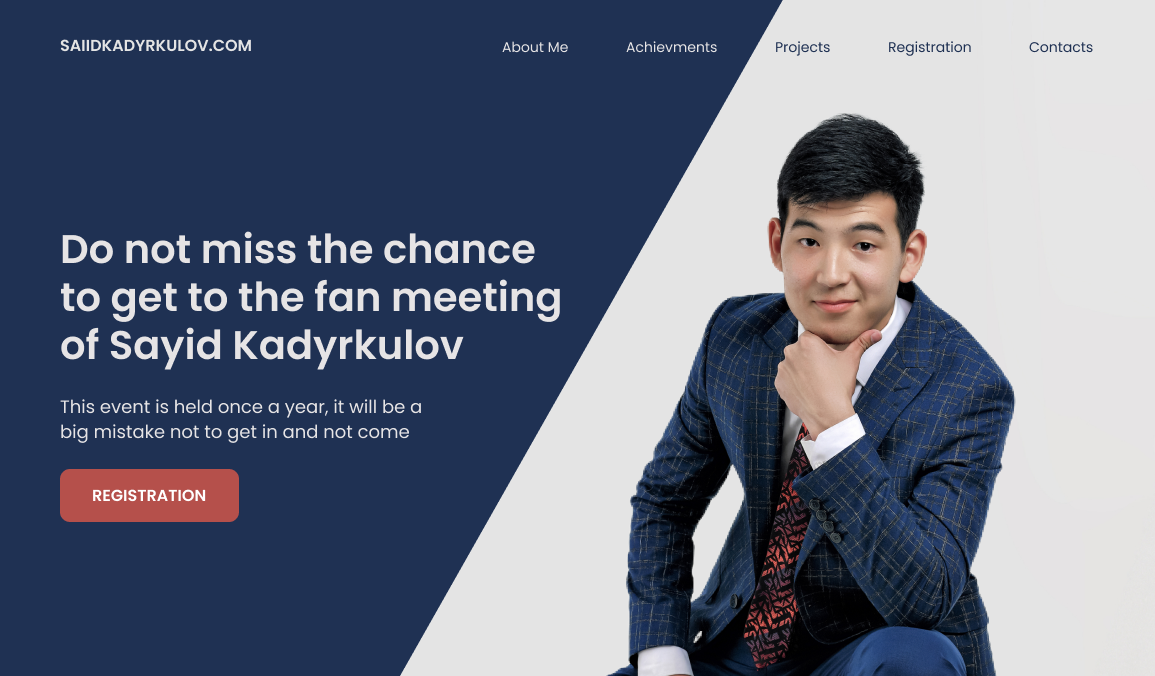 SAIIDKADYRKULOV.COM
About Me
Achievments
Projects
Registration
Contacts
Do not miss the chance
to get to the fan meeting
of Sayid Kadyrkulov
This event is held once a year, it will be a
big mistake not to get in and not come
REGISTRATION